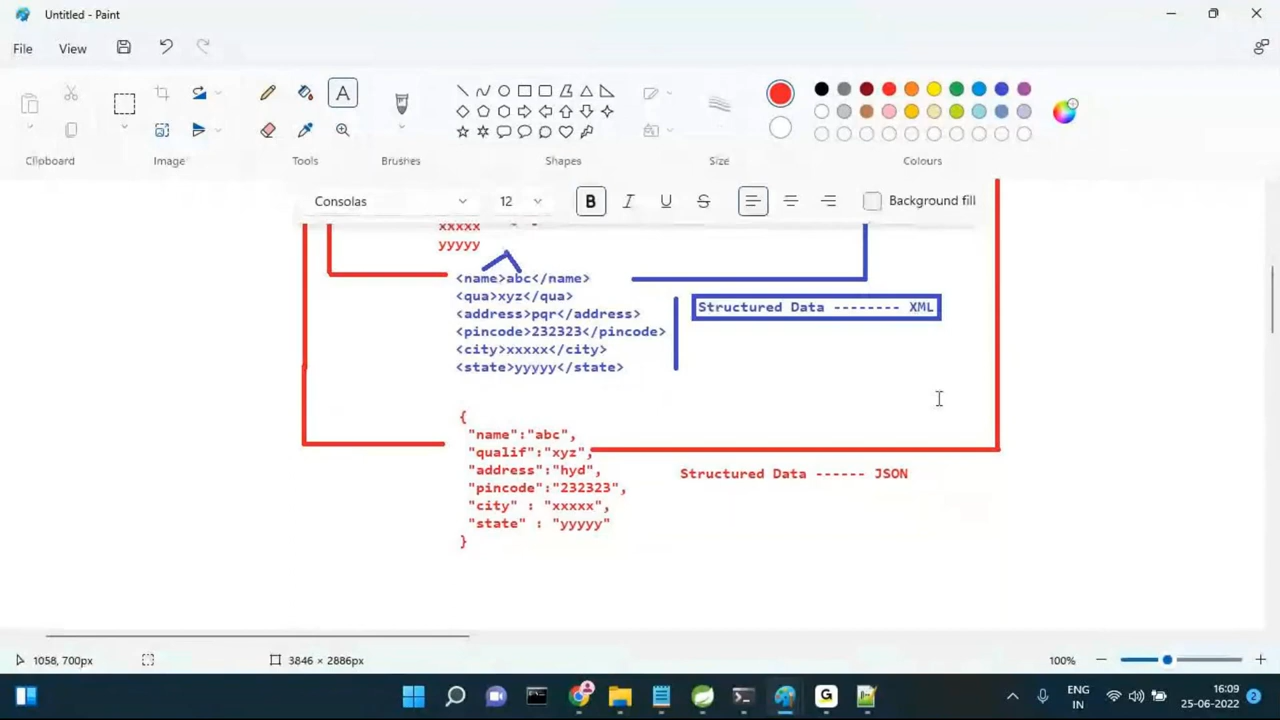 Untitled - Paint
File View
Clipboard Image Tools Brushes Shapes Size Colours
Consolas 12 B I U S Background fill
xxxxx
yyyyy
<name>abc</name>
<qua>xyz</qua>
<address>pqr</address>
<pincode>232323</pincode>
<city>xxxxx</city>
<state>yyyyy</state>
Structured Data -------- XML
{
"name":"abc",
"qualif":"xyz",
"address":"hyd",
"pincode":"232323",
"city" : "xxxxx",
"state" : "yyyyy"
}
Structured Data ------ JSON
1058, 700px 3846 × 2886px 100%
ENG
IN
16:09
25-06-2022
2